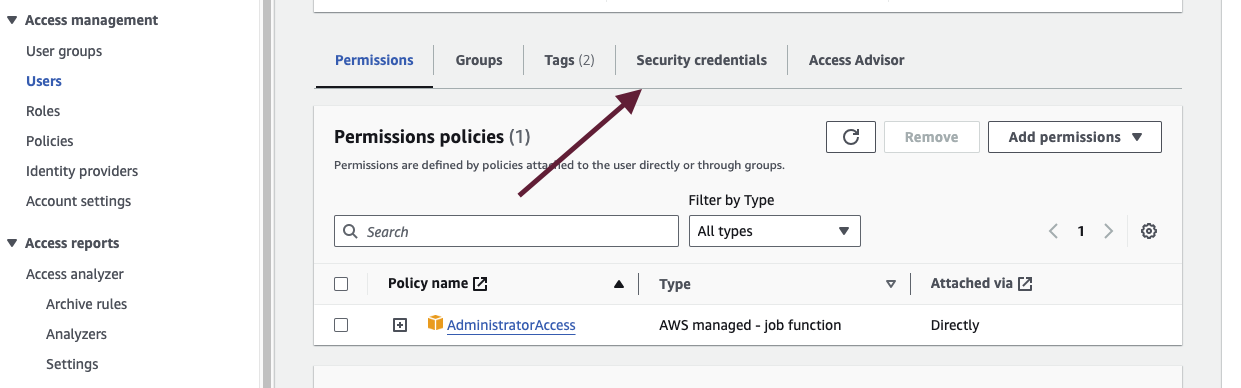 Access management
User groups
Users
Roles
Policies
Identity providers
Account settings
Access reports
Access analyzer
Archive rules
Analyzers
Settings
Permissions Groups Tags (2) Security credentials Access Advisor
Permissions policies (1)
Remove Add permissions
Permissions are defined by policies attached to the user directly or through groups.
Filter by Type
Search All types 1
Policy name Type Attached via
AdministratorAccess AWS managed - job function Directly